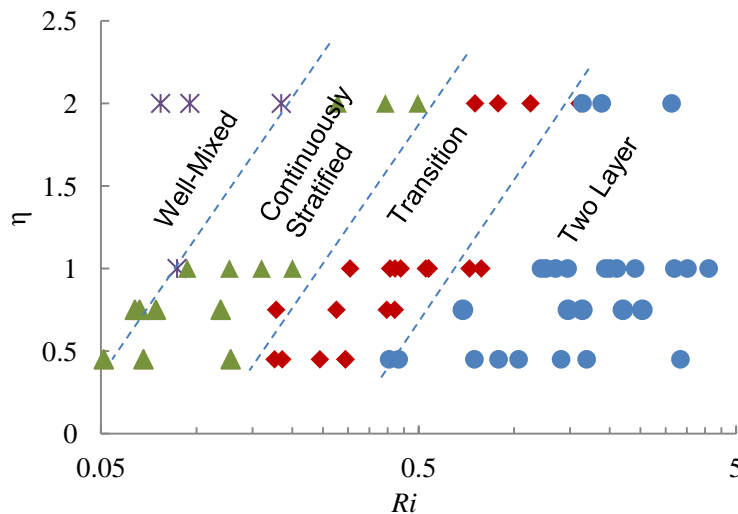 2.5
2
1.5
1
0.5
0
η
Well-Mixed
Continuously
Stratified
Transition
Two Layer
0.05
0.5
5
Ri